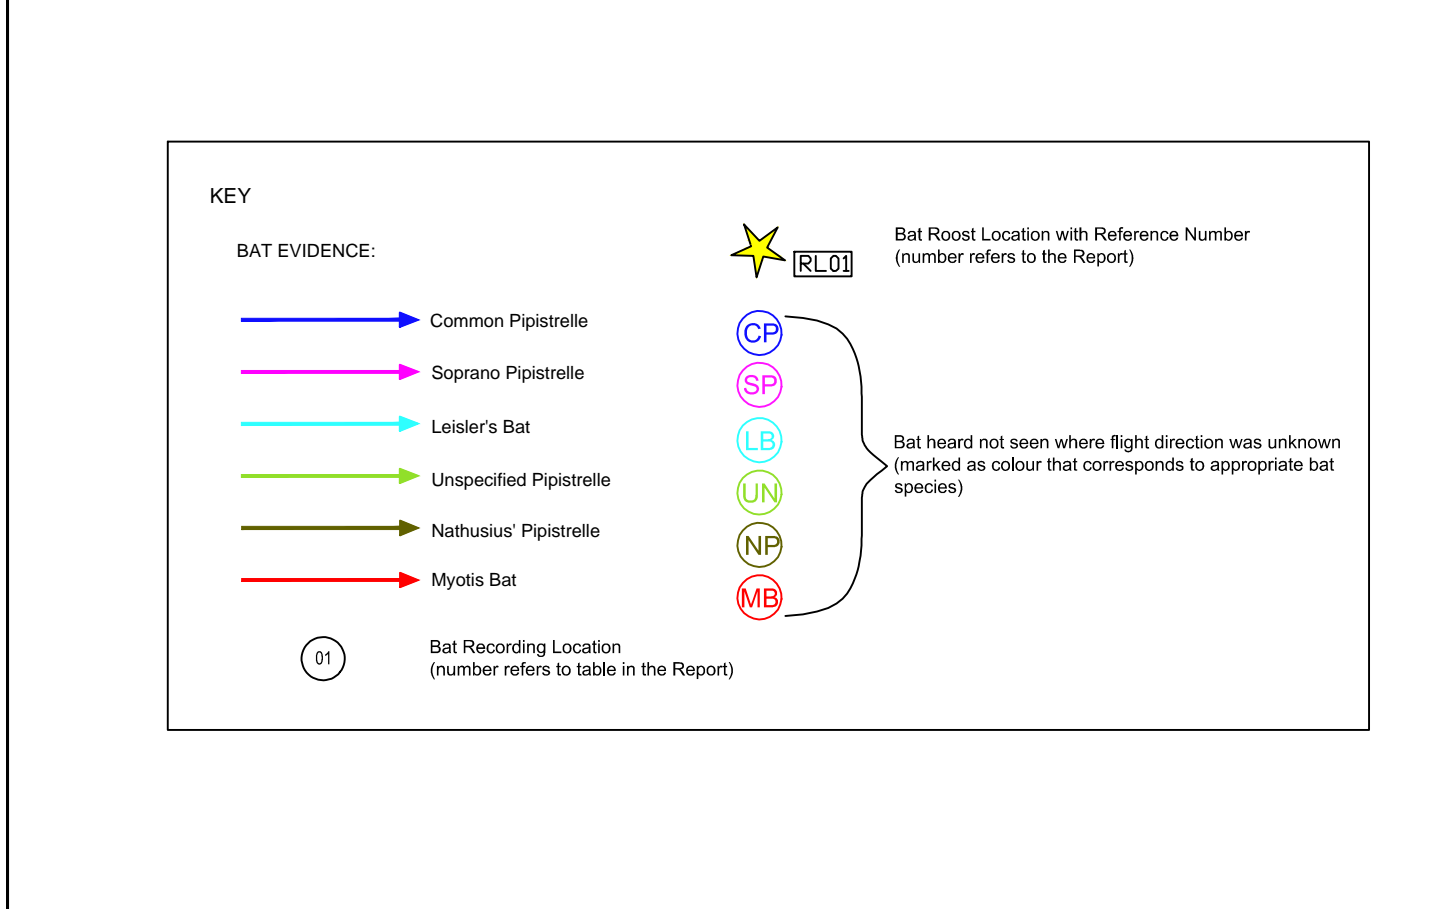 KEY
BAT EVIDENCE:
Common Pipistrelle
Soprano Pipistrelle
Leisler's Bat
Unspecified Pipistrelle
Nathusius' Pipistrelle
Myotis Bat
01
Bat Recording Location
(number refers to table in the Report)
RL01
Bat Roost Location with Reference Number
(number refers to the Report)
CP
SP
LB
UN
NP
MB
Bat heard not seen where flight direction was unknown
(marked as colour that corresponds to appropriate bat
species)